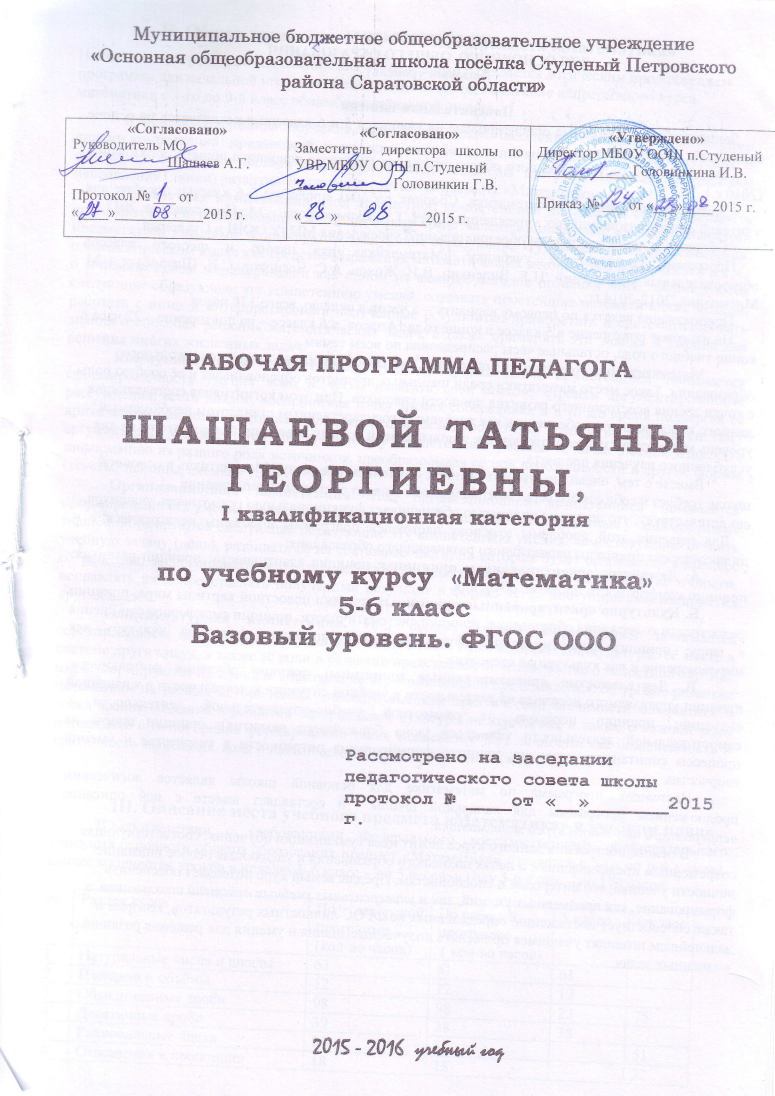 Муниципальное бюджетное общеобразовательное учреждение
«Основная общеобразовательная школа посёлка Студеный Петровского
района Саратовской области»
«Согласовано»
Руководитель МО
Шашаев А.Г.
Протокол № 1 от
«27» 08 2015 г.
«Согласовано»
Заместитель директора школы по
УВР МБОУ ООШ п.Студеный
Головинкин Г.В.
«28» 08 2015 г.
«Утверждено»
Директор МБОУ ООШ п.Студеный
Головинкина И.В.
Приказ № 124 от «28» 08 2015 г.
РАБОЧАЯ ПРОГРАММА ПЕДАГОГА
ШАШАЕВОЙ ТАТЬЯНЫ
ГЕОРГИЕВНЫ,
I квалификационная категория
по учебному курсу «Математика»
5-6 класс
Базовый уровень. ФГОС ООО
Рассмотрено на заседании
педагогического совета школы
протокол № ____от «__»________2015
г.
2015 - 2016 учебный год